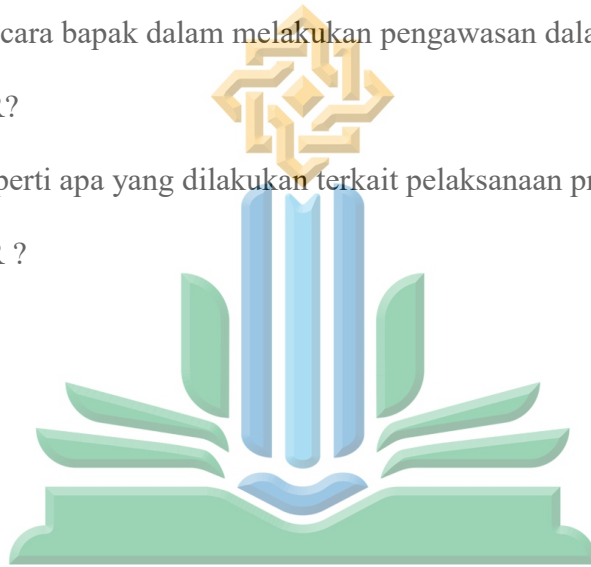 cara bapak dalam melakukan pengawasan dala
?
perti apa yang dilakukan terkait pelaksanaan pr
?